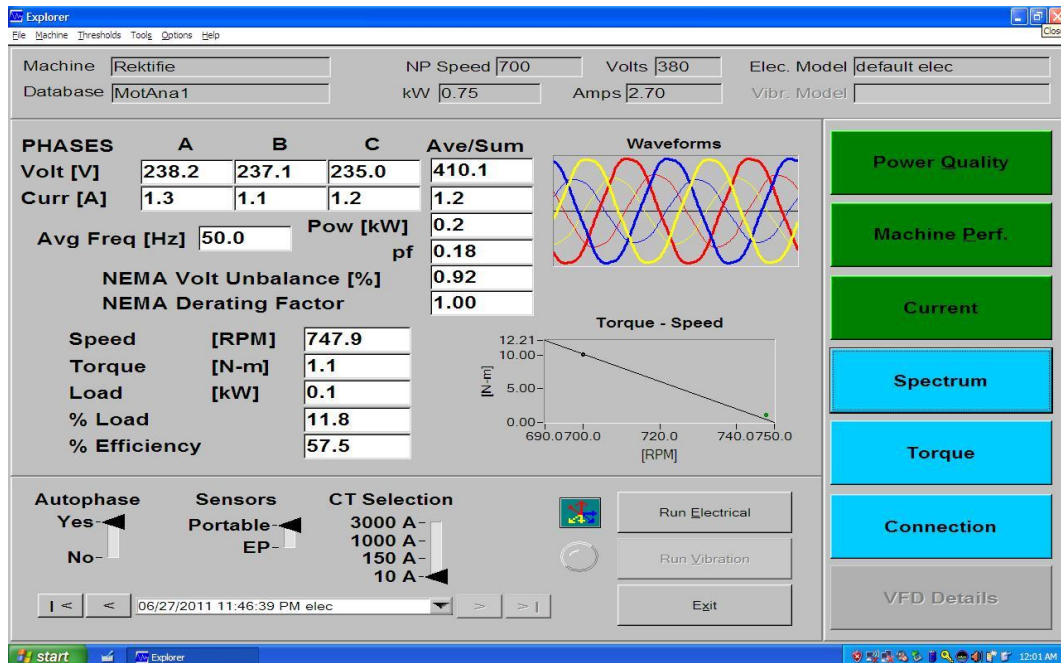 Explorer
File Machine Thresholds Tools Options Help
Close
Machine Rektifie NP Speed 700 Volts 380 Elec. Model default elec
Database MotAna1 kW 0.75 Amps 2.70 Vibr. Model
PHASES A B C Ave/Sum
Volt [V] 238.2 237.1 235.0 410.1
Curr [A] 1.3 1.1 1.2 1.2
Avg Freq [Hz] 50.0 Pow [kW] 0.2
pf 0.18
NEMA Volt Unbalance [%] 0.92
NEMA Derating Factor 1.00
Speed [RPM] 747.9
Torque [N-m] 1.1
Load [kW] 0.1
% Load 11.8
% Efficiency 57.5
Waveforms
Torque - Speed
12.21
10.00
5.00
0.00
[N-m]
690.0 700.0 720.0 740.0 750.0
[RPM]
Power Quality
Machine Perf.
Current
Spectrum
Torque
Connection
VFD Details
Autophase Sensors CT Selection
Yes Portable 3000 A
No EP 1000 A
150 A
10 A
Run Electrical
Run Vibration
Exit
|< < 06/27/2011 11:46:39 PM elec > >|
start Explorer 12:01 AM